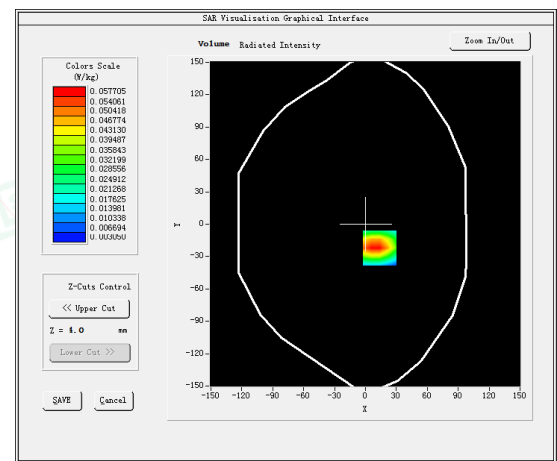 SAR Visualisation Graphical Interface
Volume Radiated Intensity
Zoom In/Out
Colors Scale
(W/kg)
0.057705
0.054061
0.050418
0.046774
0.043130
0.039487
0.035843
0.032199
0.028556
0.024912
0.021268
0.017625
0.013981
0.010338
0.006694
0.003050
Z-Cuts Control
<< Upper Cut
Z = 4.0 mm
Lower Cut >>
SAVE Cancel
150
120
90
60
30
Y 0
-30
-60
-90
-120
-150
-150 -120 -90 -60 -30 0 30 60 90 120 150
X